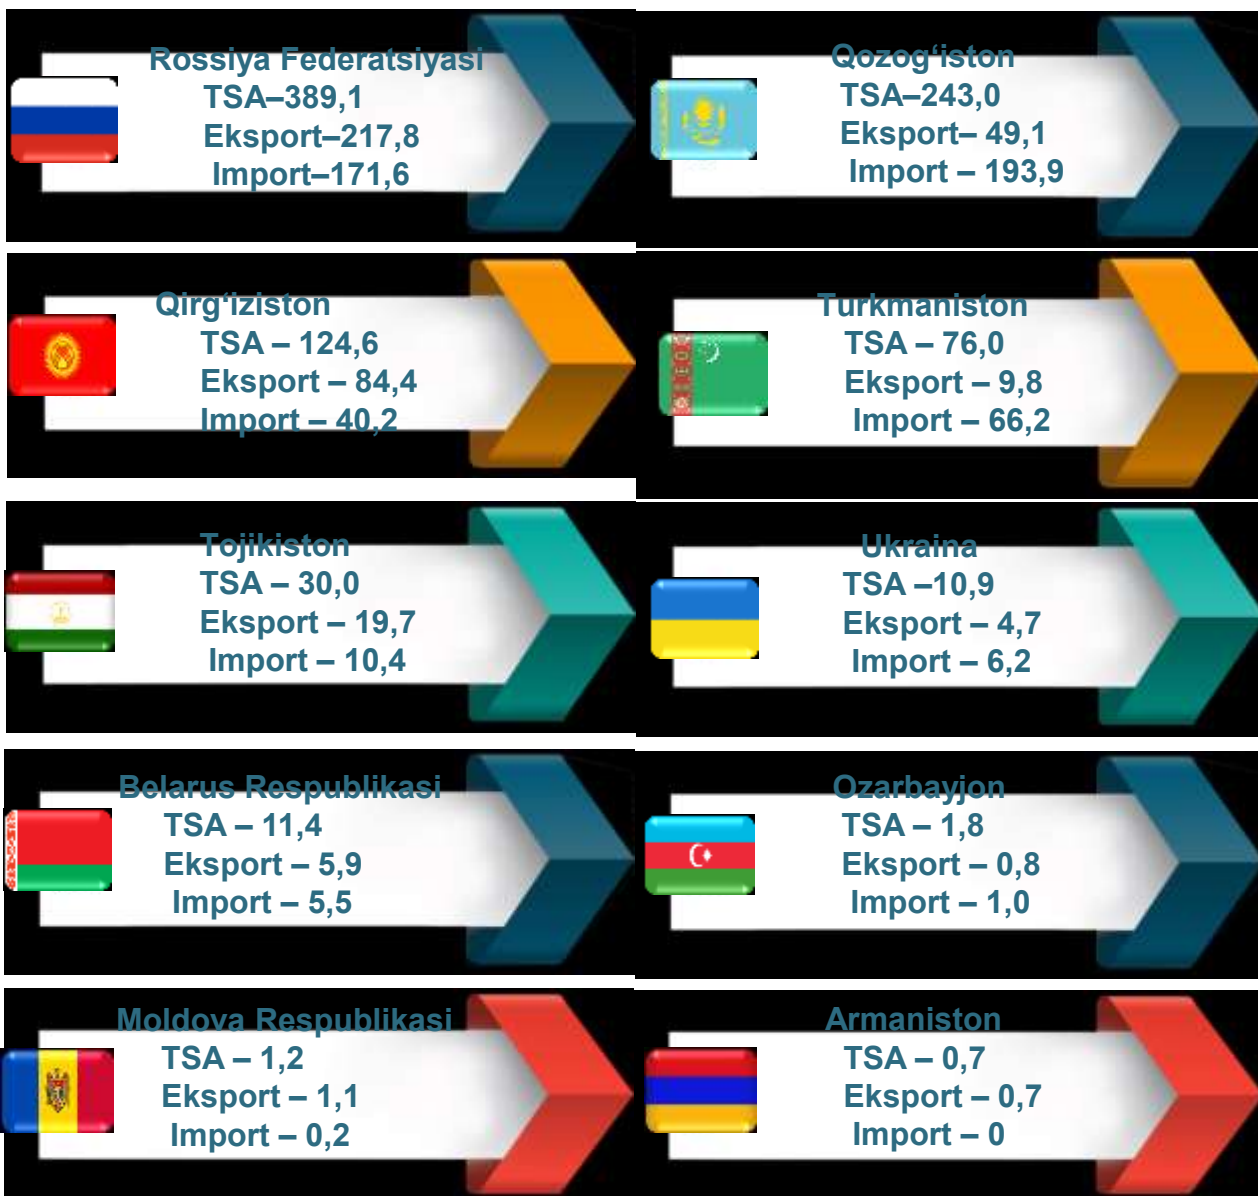 Rossiya Federatsiyasi
TSA–389,1
Eksport–217,8
Import–171,6
Qozog‘iston
TSA–243,0
Eksport– 49,1
Import – 193,9
Qirg‘iziston
TSA – 124,6
Eksport – 84,4
Import – 40,2
Turkmaniston
TSA – 76,0
Eksport – 9,8
Import – 66,2
Tojikiston
TSA – 30,0
Eksport – 19,7
Import – 10,4
Ukraina
TSA –10,9
Eksport – 4,7
Import – 6,2
Belarus Respublikasi
TSA – 11,4
Eksport – 5,9
Import – 5,5
Ozarbayjon
TSA – 1,8
Eksport – 0,8
Import – 1,0
Moldova Respublikasi
TSA – 1,2
Eksport – 1,1
Import – 0,2
Armaniston
TSA – 0,7
Eksport – 0,7
Import – 0